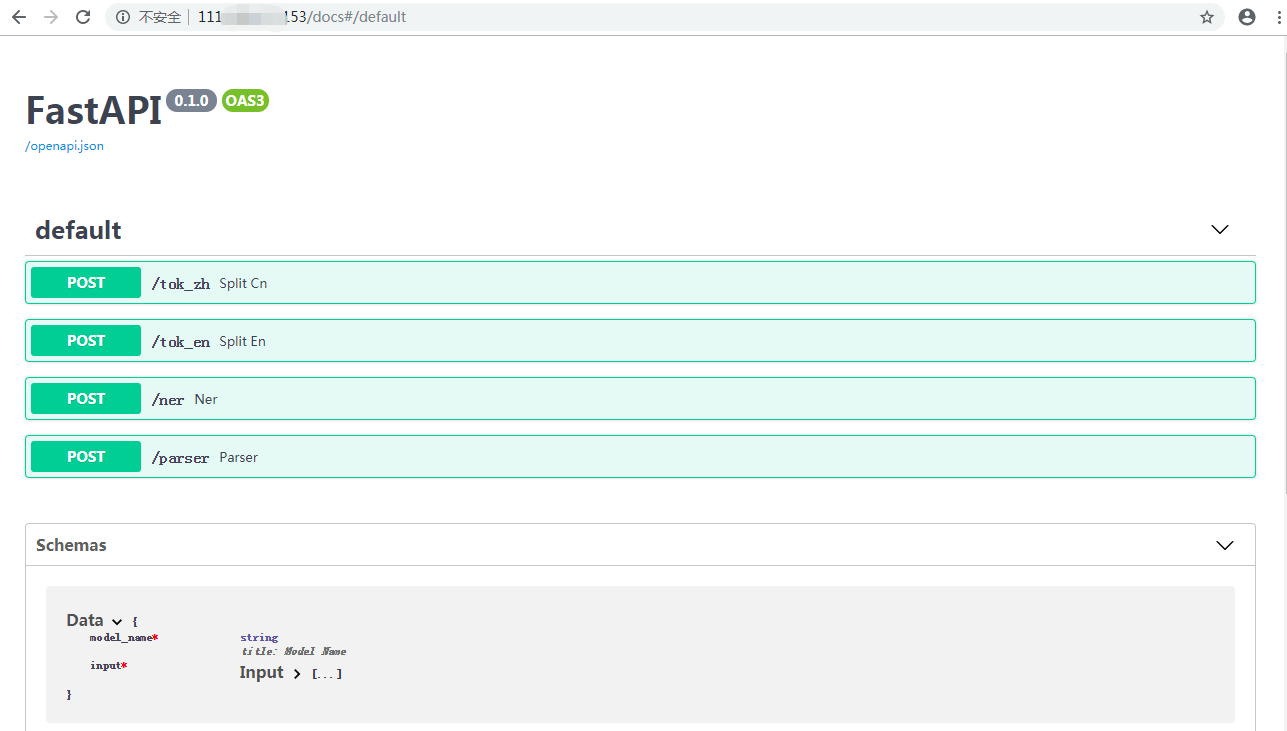 不安全 111 153/docs#/default
FastAPI 0.1.0 OAS3
/openapi.json
default
POST /tok_zh Split Cn
POST /tok_en Split En
POST /ner Ner
POST /parser Parser
Schemas
Data {
model_name* string
title: Model Name
input* Input > [...]
}